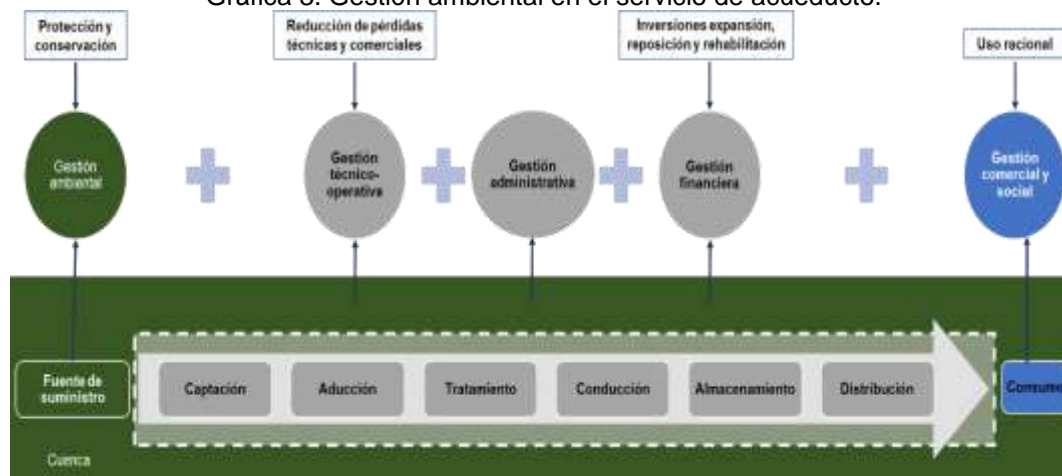 Gráfica 3. Gestión ambiental en el servicio de acueducto.
Protección y
conservación
Reducción de pérdidas
técnicas y comerciales
Inversiones expansión,
reposición y rehabilitación
Uso racional
Gestión
ambiental
Gestión
técnico-
operativa
Gestión
administrativa
Gestión
financiera
Gestión
comercial y
social
Fuente de
suministro
Captación
Aducción
Tratamiento
Conducción
Almacenamiento
Distribución
Consumo
Cuenca